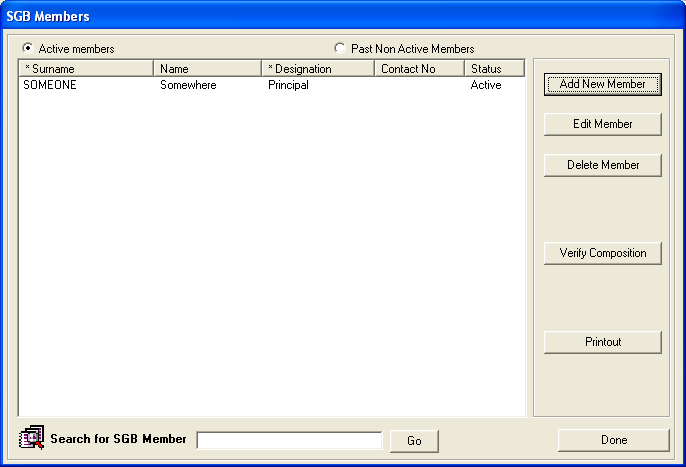 SGB Members
Active members Past Non Active Members
* Surname Name * Designation Contact No Status
SOMEONE Somewhere Principal Active
Add New Member
Edit Member
Delete Member
Verify Composition
Printout
Search for SGB Member Go Done